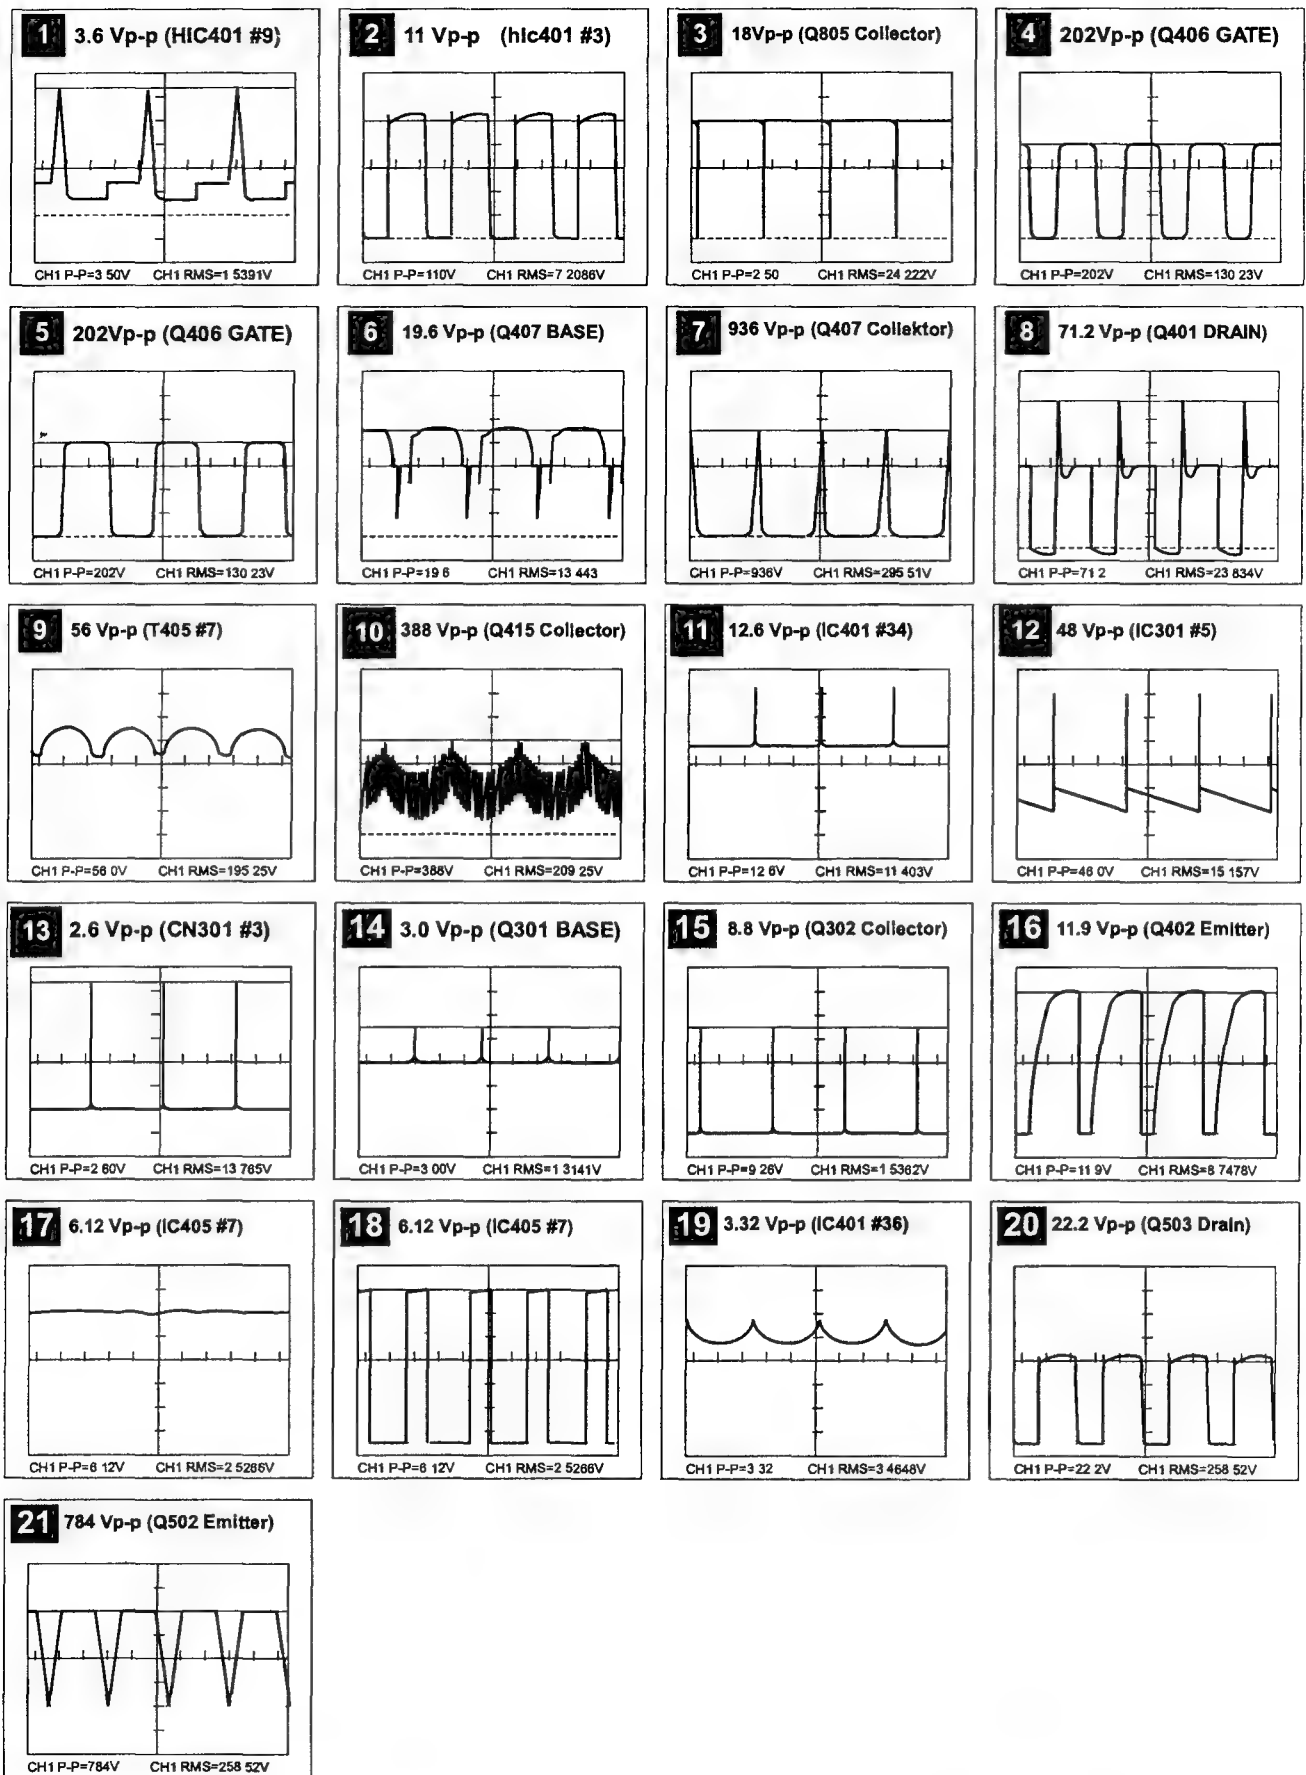 1 3.6 Vp-p (HIC401 #9)
CH1 P-P=3 50V CH1 RMS=1 5391V
2 11 Vp-p (hIc401 #3)
CH1 P-P=110V CH1 RMS=7 2086V
3 18Vp-p (Q805 Collector)
CH1 P-P=2 50 CH1 RMS=24 222V
4 202Vp-p (Q406 GATE)
CH1 P-P=202V CH1 RMS=130 23V
5 202Vp-p (Q406 GATE)
CH1 P-P=202V CH1 RMS=130 23V
6 19.6 Vp-p (Q407 BASE)
CH1 P-P=19 6 CH1 RMS=13 443
7 936 Vp-p (Q407 Collektor)
CH1 P-P=936V CH1 RMS=295 51V
8 71.2 Vp-p (Q401 DRAIN)
CH1 P-P=71 2 CH1 RMS=23 834V
9 56 Vp-p (T405 #7)
CH1 P-P=56 0V CH1 RMS=195 25V
10 388 Vp-p (Q415 Collector)
CH1 P-P=388V CH1 RMS=209 25V
11 12.6 Vp-p (IC401 #34)
CH1 P-P=12 6V CH1 RMS=11 403V
12 48 Vp-p (IC301 #5)
CH1 P-P=48 0V CH1 RMS=15 157V
13 2.6 Vp-p (CN301 #3)
CH1 P-P=2 60V CH1 RMS=13 765V
14 3.0 Vp-p (Q301 BASE)
CH1 P-P=3 00V CH1 RMS=1 3141V
15 8.8 Vp-p (Q302 Collector)
CH1 P-P=9 26V CH1 RMS=1 5362V
16 11.9 Vp-p (Q402 Emitter)
CH1 P-P=11 9V CH1 RMS=8 7478V
17 6.12 Vp-p (IC405 #7)
CH1 P-P=6 12V CH1 RMS=2 5266V
18 6.12 Vp-p (IC405 #7)
CH1 P-P=6 12V CH1 RMS=2 5266V
19 3.32 Vp-p (IC401 #36)
CH1 P-P=3 32 CH1 RMS=3 4648V
20 22.2 Vp-p (Q503 Drain)
CH1 P-P=22 2V CH1 RMS=258 52V
21 784 Vp-p (Q502 Emitter)
CH1 P-P=784V CH1 RMS=258 52V